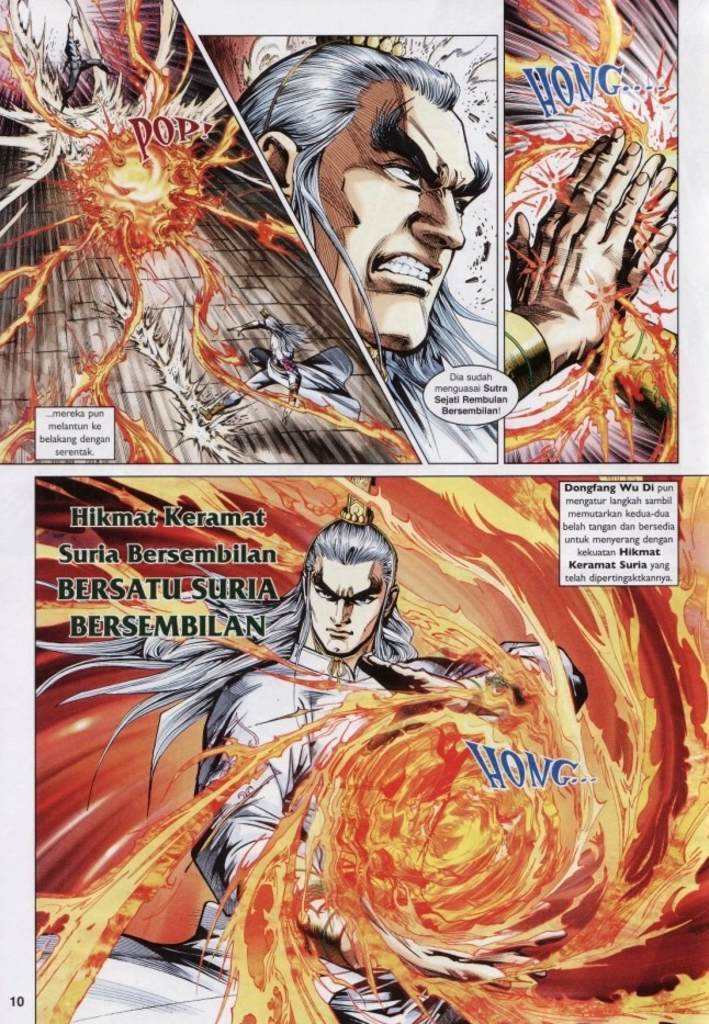 POP!
...mereka pun
melantun ke
belakang dengan
serentak.
Dia sudah
menguasai Sutra
Sejati Rembulan
Bersembilan!
HONG....
Hikmat Keramat
Suria Bersembilan
BERSATU SURIA
BERSEMBILAN
Dongfang Wu Di pun
mengatur langkah sambil
memutarkan kedua-dua
belah tangan dan bersedia
untuk menyerang dengan
kekuatan Hikmat
Keramat Suria yang
telah dipertingaktkannya.
HONG...
10